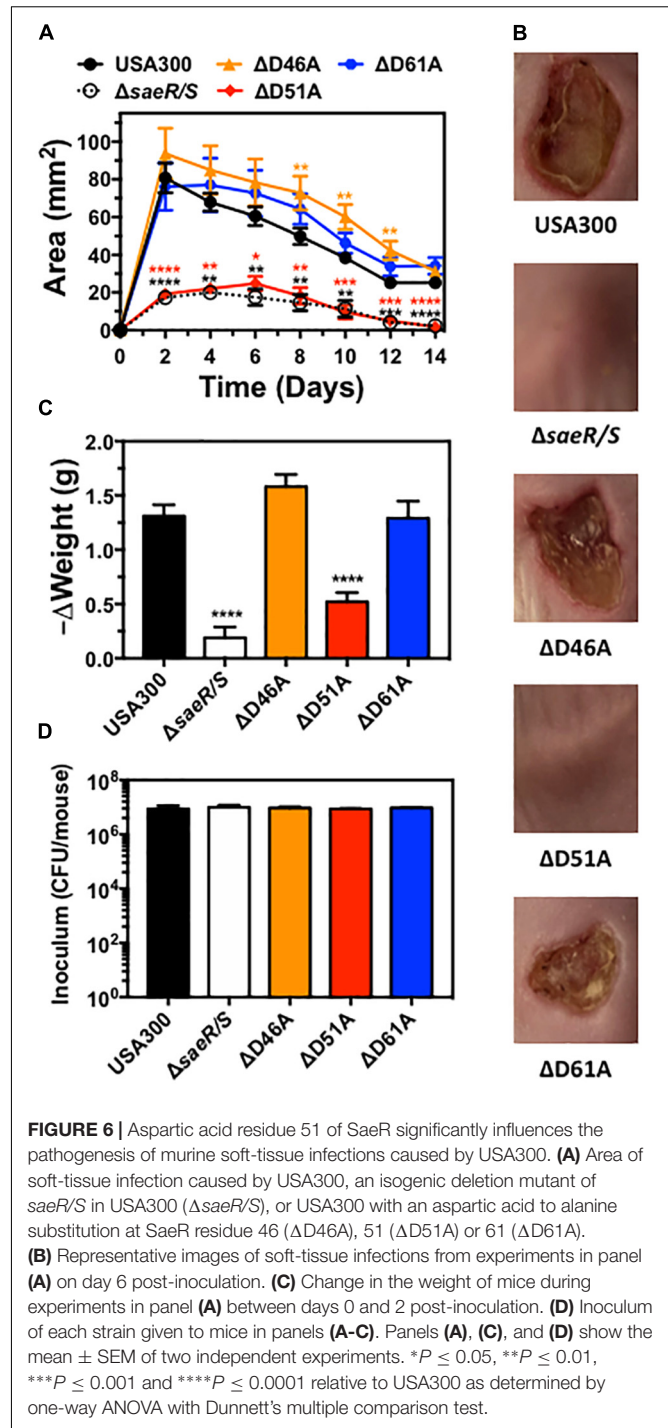 A
USA300 ΔD46A ΔD61A
ΔsaeR/S ΔD51A
Area (mm²)
100
80
60
40
20
0
** ** **
**** ** * ** *** *** ****
**** ** ** ** ** *** ****
0 2 4 6 8 10 12 14
Time (Days)
B
USA300
ΔsaeR/S
ΔD46A
ΔD51A
ΔD61A
C
−ΔWeight (g)
2.0
1.5
1.0
0.5
0.0
**** ****
USA300 ΔsaeR/S ΔD46A ΔD51A ΔD61A
D
Inoculum (CFU/mouse)
10⁸
10⁶
10⁴
10²
10⁰
USA300 ΔsaeR/S ΔD46A ΔD51A ΔD61A
FIGURE 6 | Aspartic acid residue 51 of SaeR significantly influences the
pathogenesis of murine soft-tissue infections caused by USA300. (A) Area of
soft-tissue infection caused by USA300, an isogenic deletion mutant of
saeR/S in USA300 (ΔsaeR/S), or USA300 with an aspartic acid to alanine
substitution at SaeR residue 46 (ΔD46A), 51 (ΔD51A) or 61 (ΔD61A).
(B) Representative images of soft-tissue infections from experiments in panel
(A) on day 6 post-inoculation. (C) Change in the weight of mice during
experiments in panel (A) between days 0 and 2 post-inoculation. (D) Inoculum
of each strain given to mice in panels (A-C). Panels (A), (C), and (D) show the
mean ± SEM of two independent experiments. *P ≤ 0.05, **P ≤ 0.01,
***P ≤ 0.001 and ****P ≤ 0.0001 relative to USA300 as determined by
one-way ANOVA with Dunnett's multiple comparison test.